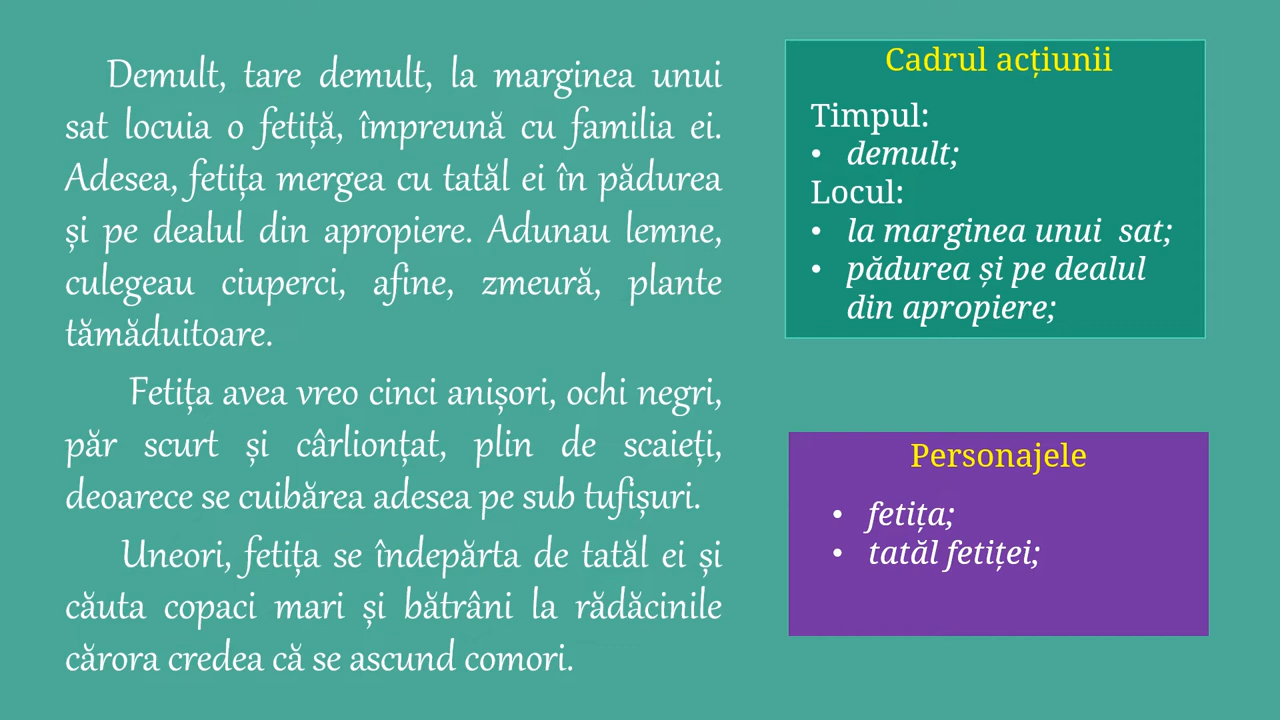 Demult, tare demult, la marginea unui
sat locuia o fetiță, împreună cu familia ei.
Adesea, fetița mergea cu tatăl ei în pădurea
și pe dealul din apropiere. Adunau lemne,
culegeau ciuperci, afine, zmeură, plante
tămăduitoare.
Fetița avea vreo cinci anișori, ochi negri,
păr scurt și cârlionțat, plin de scaieți,
deoarece se cuibărea adesea pe sub tufișuri.
Uneori, fetița se îndepărta de tatăl ei și
căuta copaci mari și bătrâni la rădăcinile
cărora credea că se ascund comori.
Cadrul acțiunii
Timpul:
• demult;
Locul:
• la marginea unui sat;
• pădurea și pe dealul
din apropiere;
Personajele
• fetița;
• tatăl fetiței;